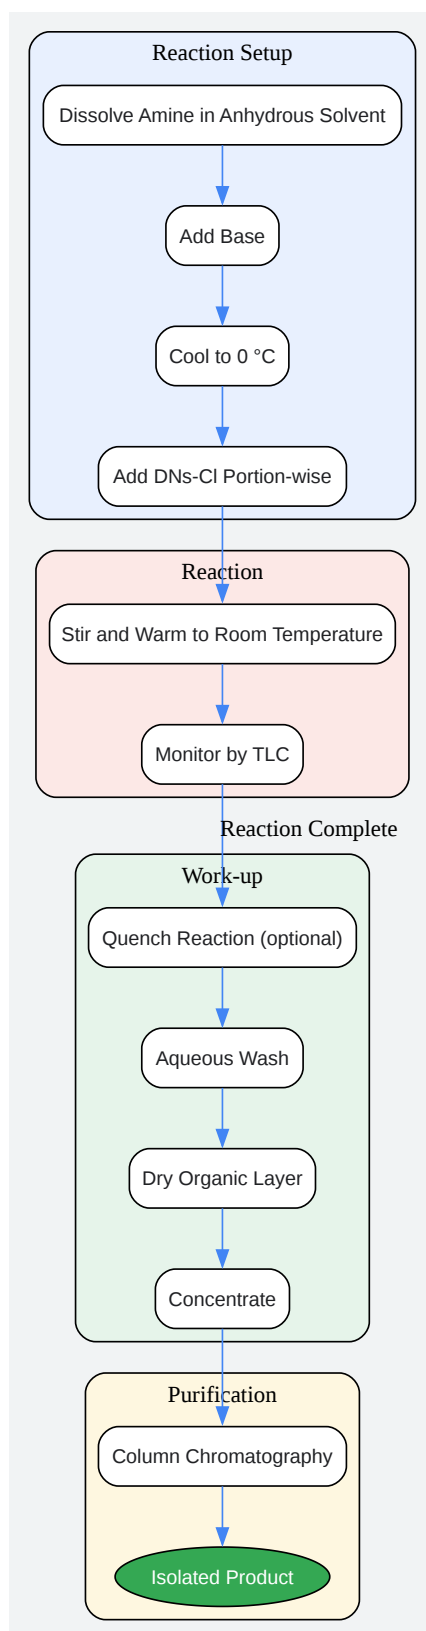 Reaction Setup
Dissolve Amine in Anhydrous Solvent
Add Base
Cool to 0 °C
Add DNs-Cl Portion-wise
Reaction
Stir and Warm to Room Temperature
Monitor by TLC
Reaction Complete
Work-up
Quench Reaction (optional)
Aqueous Wash
Dry Organic Layer
Concentrate
Purification
Column Chromatography
Isolated Product